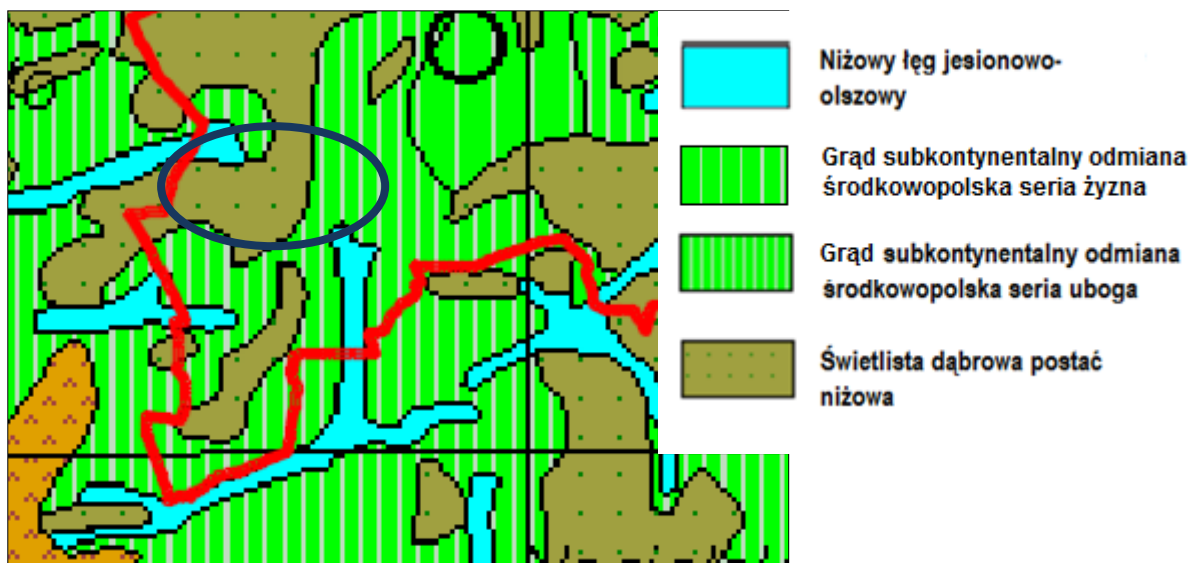 Niżowy łęg jesionowo-
olszowy
Grąd subkontynentalny odmiana
środkowopolska seria żyzna
Grąd subkontynentalny odmiana
środkowopolska seria uboga
Świetlista dąbrowa postać
niżowa